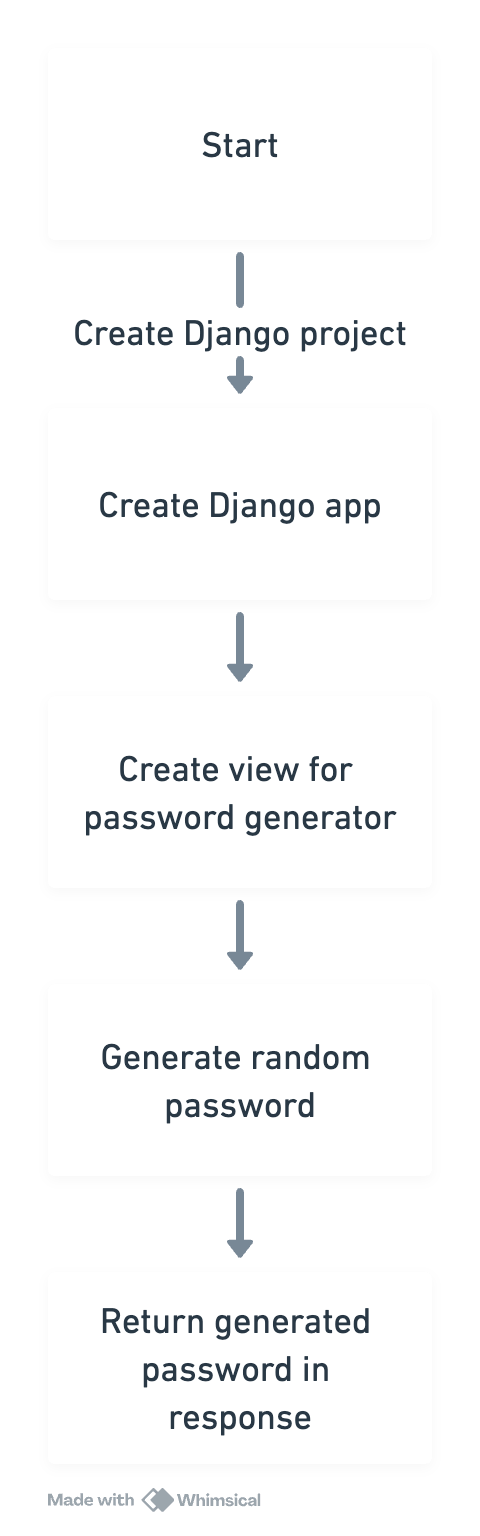 Start
Create Django project
Create Django app
Create view for
password generator
Generate random
password
Return generated
password in
response
Made with Whimsical